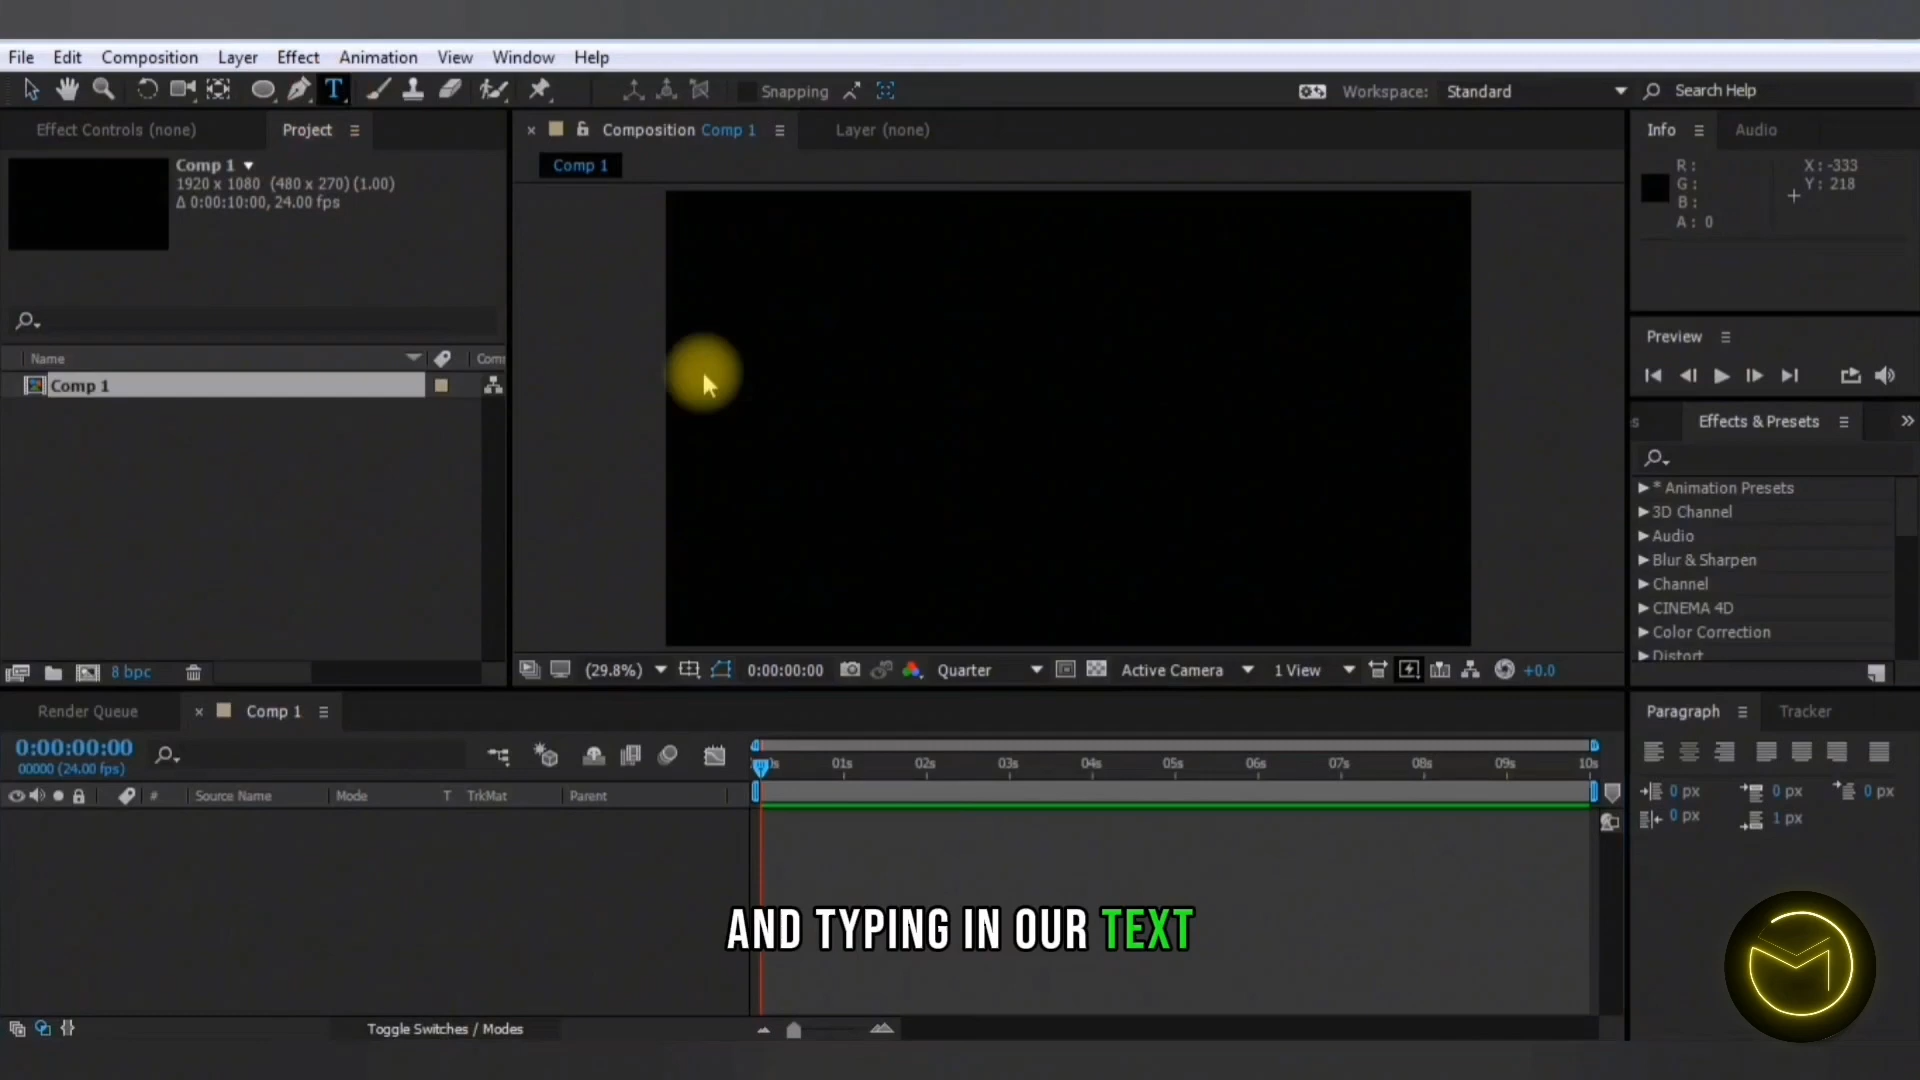 File Edit Composition Layer Effect Animation View Window Help
T Snapping Workspace: Standard Search Help
Effect Controls (none) Project
Comp 1
1920 x 1080 (480 x 270) (1.00)
Δ 0:00:10:00, 24.00 fps
Name Comm
Comp 1
8 bpc
Composition Comp 1 Layer (none)
Comp 1
(29.8%) 0:00:00:00 Quarter Active Camera 1 View +0.0
Info Audio
R: X: -333
G: Y: 218
B:
A: 0
Preview
Effects & Presets
* Animation Presets
3D Channel
Audio
Blur & Sharpen
Channel
CINEMA 4D
Color Correction
Distort
Render Queue Comp 1
0:00:00:00
00000 (24.00 fps)
# Source Name Mode T TrkMat Parent
01s 02s 03s 04s 05s 06s 07s 08s 09s 10s
Toggle Switches / Modes
Paragraph Tracker
0 px 0 px 0 px
0 px 1 px
AND TYPING IN OUR TEXT